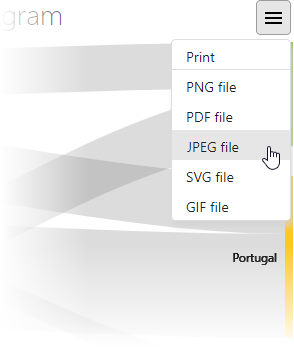 gram
Print
PNG file
PDF file
JPEG file
SVG file
GIF file
Portugal